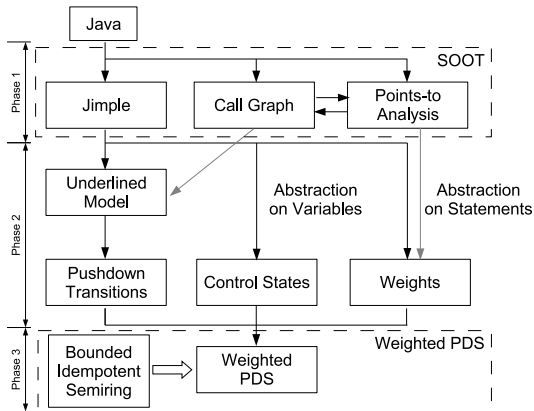 Java
SOOT
Phase 1
Jimple
Call Graph
Points-to
Analysis
Phase 2
Underlined
Model
Abstraction
on Variables
Abstraction
on Statements
Pushdown
Transitions
Control States
Weights
Phase 3
Weighted PDS
Bounded
Idempotent
Semiring
Weighted
PDS